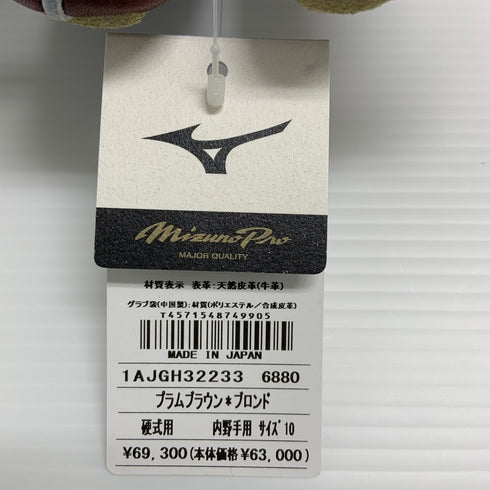 Mizuno Pro
MAJOR QUALITY
材質表示 表革:天然皮革(牛革)
グラブ袋(中国製):材質(ポリエステル/合成皮革)
T4571548749905
MADE IN JAPAN
1AJGH32233 6880
プラムブラウン*ブロンド
硬式用 内野手用 サイズ10
¥69,300(本体価格¥63,000)